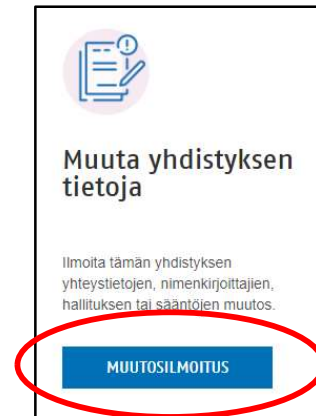 Muuta yhdistyksen
tietoja
Ilmoita tämän yhdistyksen
yhteystietojen, nimenkirjoittajien,
hallituksen tai sääntöjen muutos.
MUUTOSILMOITUS